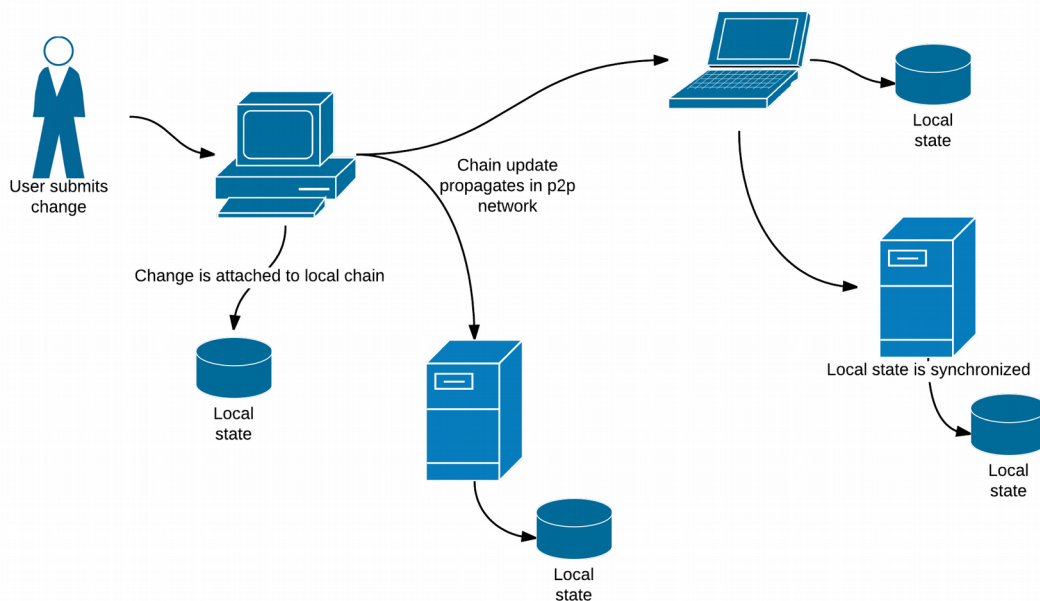 User submits
change
Change is attached to local chain
Local
state
Chain update
propagates in p2p
network
Local
state
Local
state
Local state is synchronized
Local
state